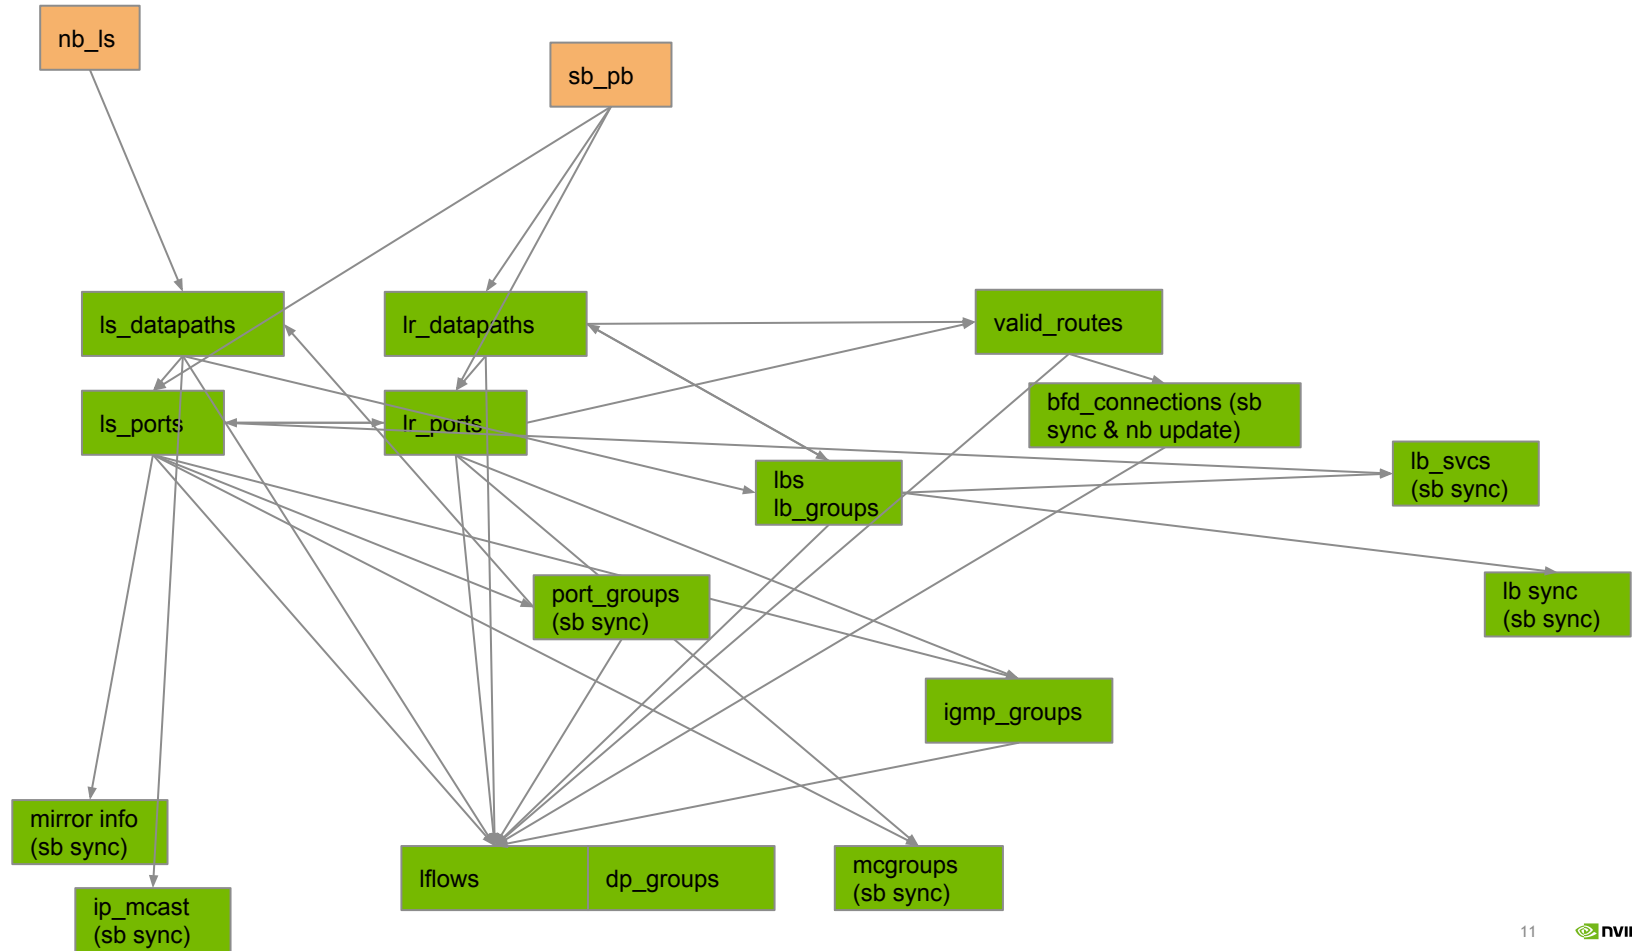 nb_ls
sb_pb
ls_datapaths
lr_datapaths
valid_routes
ls_ports
lr_ports
bfd_connections (sb
sync & nb update)
lbs
lb_groups
lb_svcs
(sb sync)
port_groups
(sb sync)
lb sync
(sb sync)
igmp_groups
mirror info
(sb sync)
lflows
dp_groups
mcgroups
(sb sync)
ip_mcast
(sb sync)
11